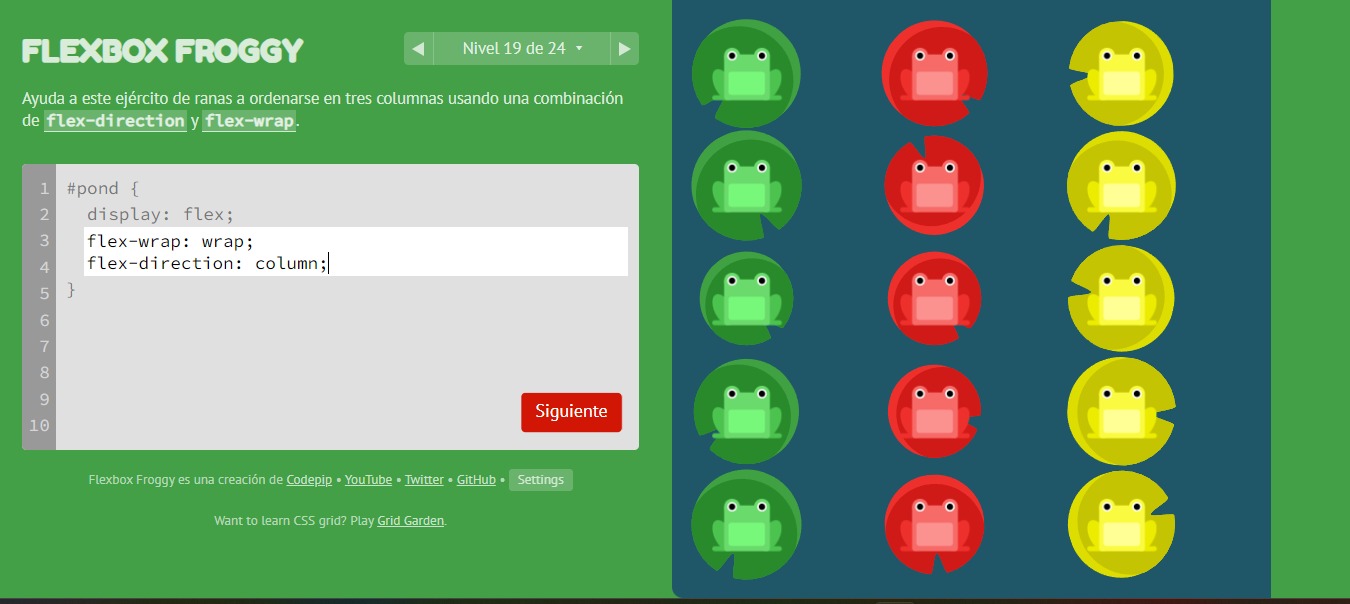 FLEXBOX FROGGY
◀ Nivel 19 de 24 ▾ ▶
Ayuda a este ejército de ranas a ordenarse en tres columnas usando una combinación
de flex-direction y flex-wrap.
1 #pond {
2 display: flex;
3 flex-wrap: wrap;
4 flex-direction: column;
5 }
6
7
8
9
10
Siguiente
Flexbox Froggy es una creación de Codepip • YouTube • Twitter • GitHub • Settings
Want to learn CSS grid? Play Grid Garden.